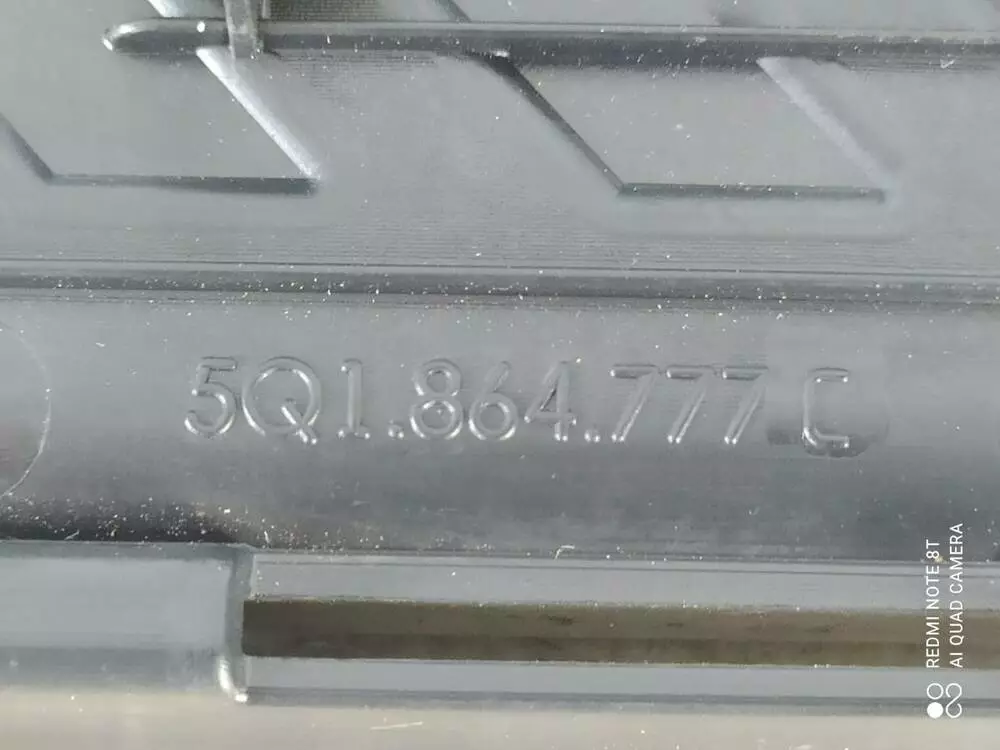 5Q1.864.777 C
REDMI NOTE 8T
AI QUAD CAMERA